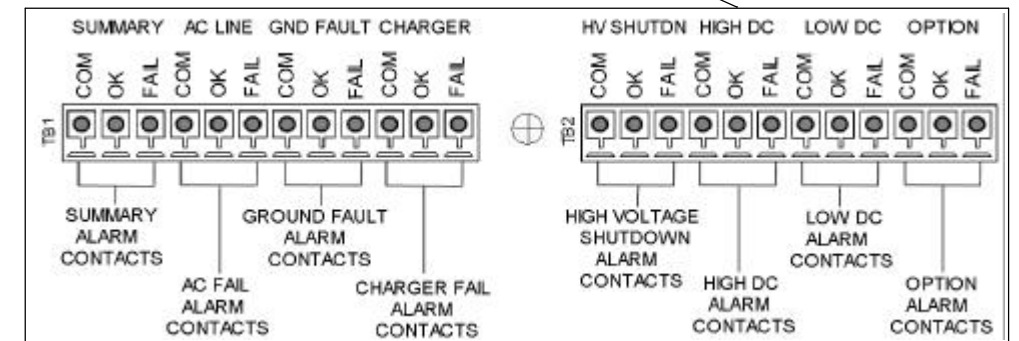 SUMMARY AC LINE GND FAULT CHARGER
HV SHUTDN HIGH DC LOW DC OPTION
COM OK FAIL COM OK FAIL COM OK FAIL COM OK FAIL
COM OK FAIL COM OK FAIL COM OK FAIL COM OK FAIL
TB1
TB2
SUMMARY
ALARM
CONTACTS
AC FAIL
ALARM
CONTACTS
GROUND FAULT
ALARM
CONTACTS
CHARGER FAIL
ALARM
CONTACTS
HIGH VOLTAGE
SHUTDOWN
ALARM
CONTACTS
HIGH DC
ALARM
CONTACTS
LOW DC
ALARM
CONTACTS
OPTION
ALARM
CONTACTS